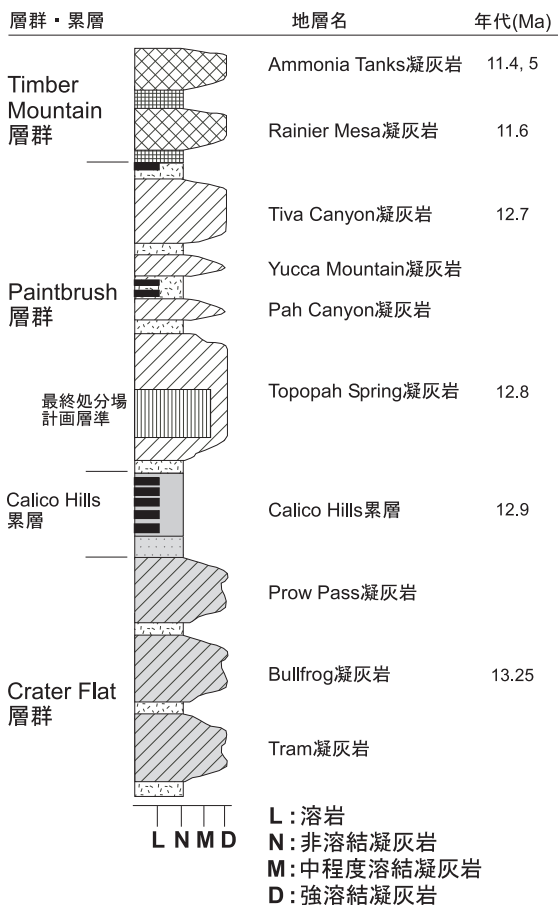 層群・累層 地層名 年代(Ma)
Ammonia Tanks凝灰岩 11.4, 5
Timber
Mountain
層群
Rainier Mesa凝灰岩 11.6
Tiva Canyon凝灰岩 12.7
Yucca Mountain凝灰岩
Paintbrush
層群
Pah Canyon凝灰岩
Topopah Spring凝灰岩 12.8
最終処分場
計画層準
Calico Hills
累層
Calico Hills累層 12.9
Prow Pass凝灰岩
Bullfrog凝灰岩 13.25
Crater Flat
層群
Tram凝灰岩
L N M D
L：溶岩
N：非溶結凝灰岩
M：中程度溶結凝灰岩
D：強溶結凝灰岩